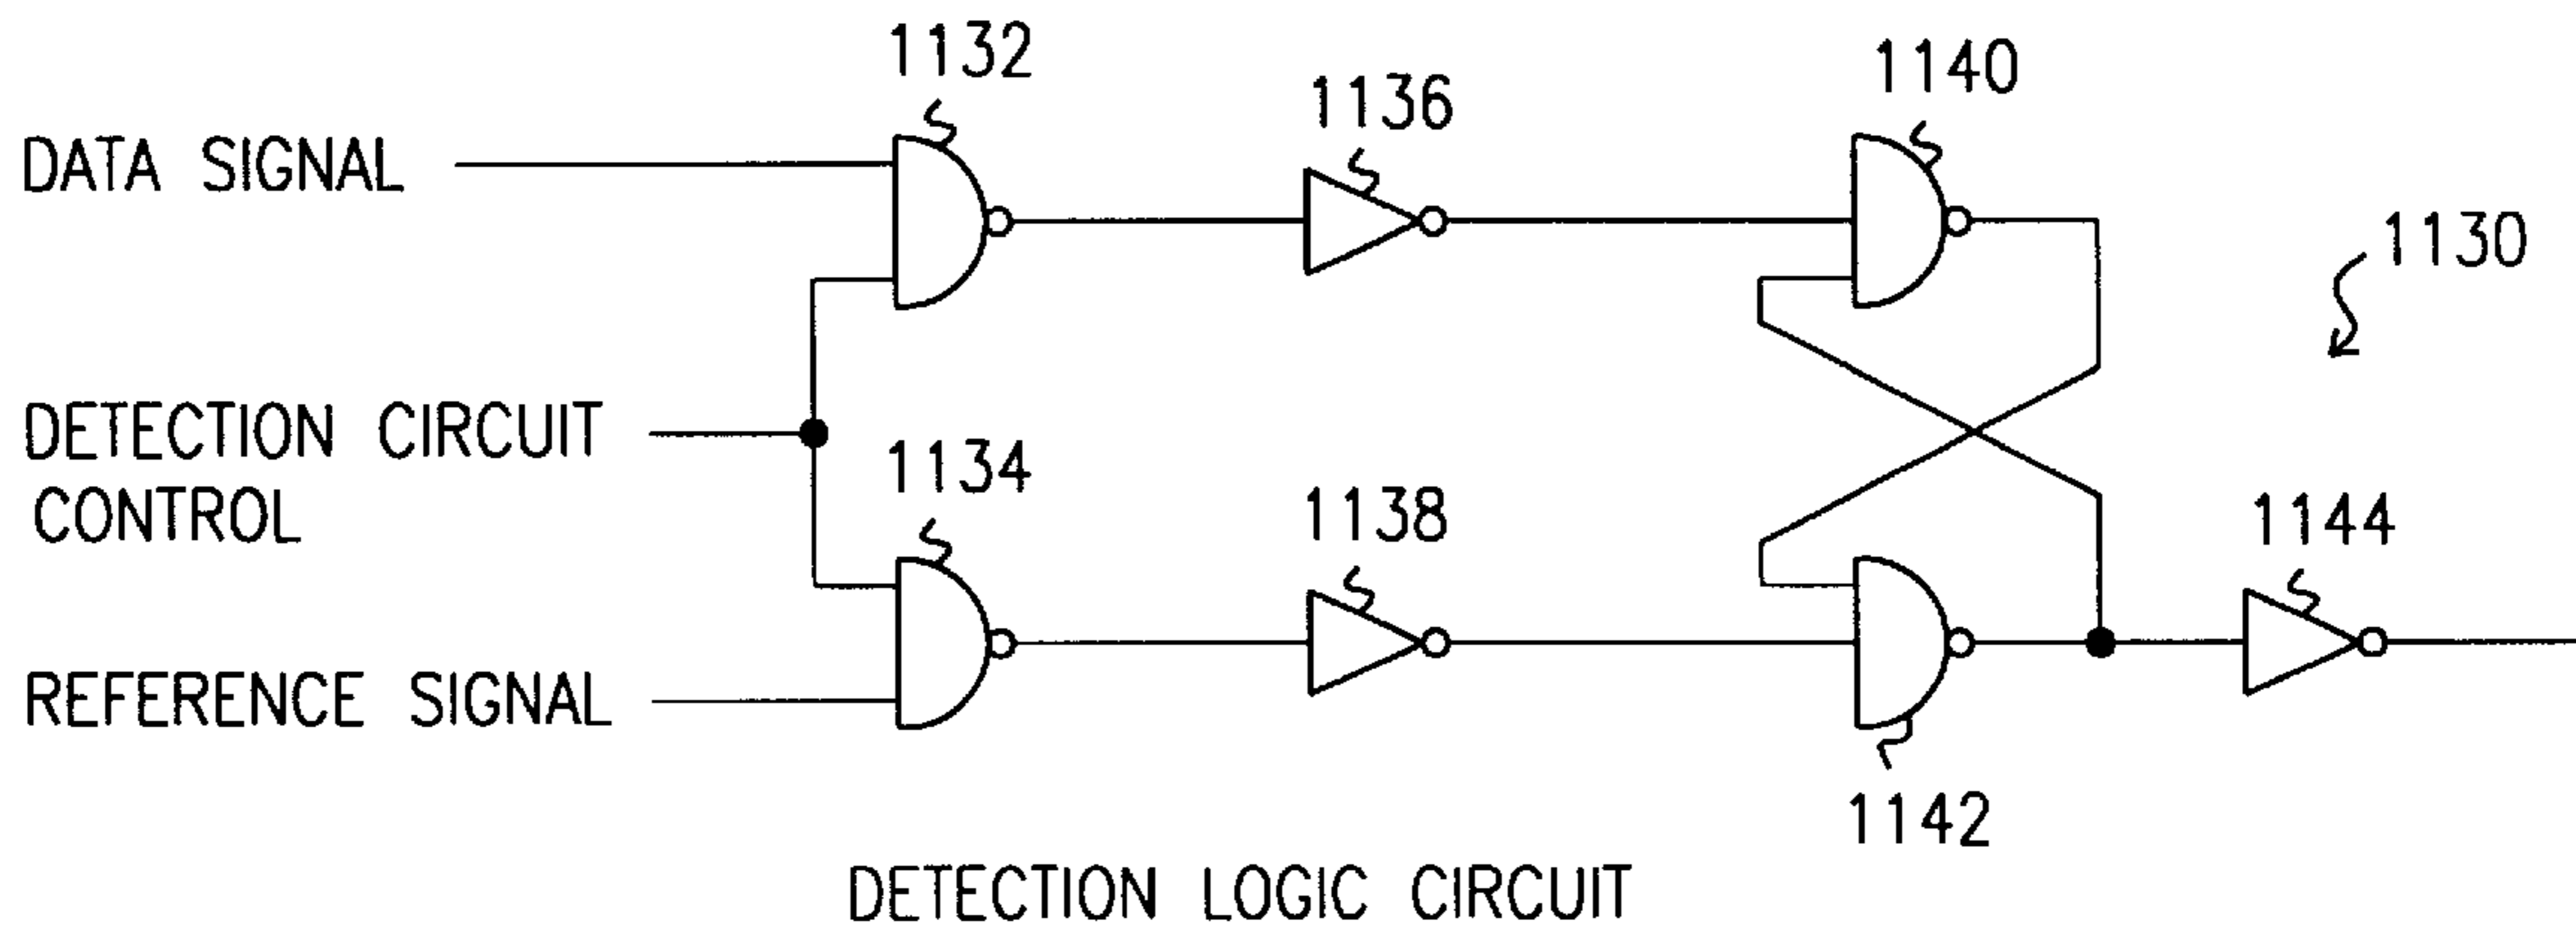 1132
1136
1140
DATA SIGNAL
1130
DETECTION CIRCUIT
CONTROL
1134
1138
1144
REFERENCE SIGNAL
1142
DETECTION LOGIC CIRCUIT